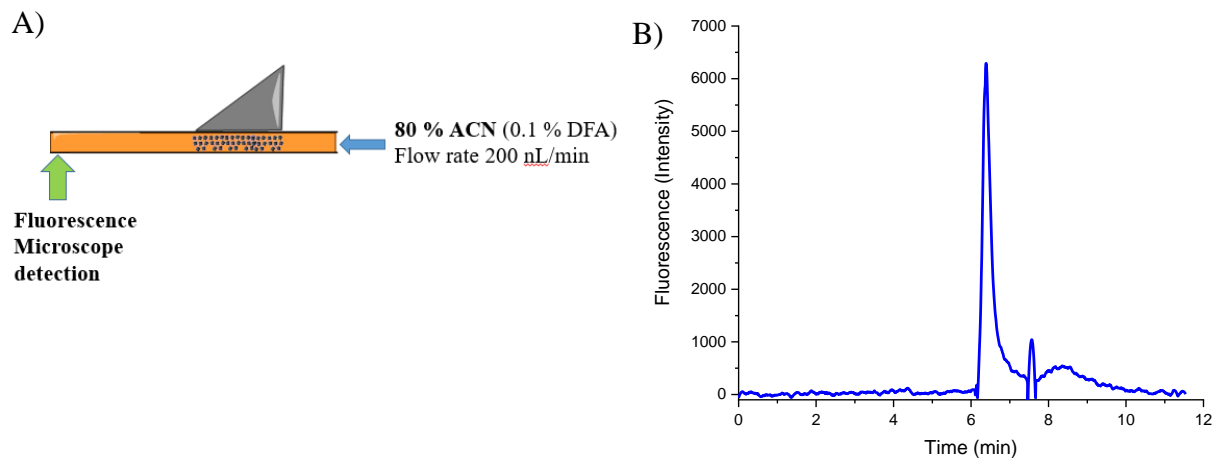 A)
80 % ACN (0.1 % DFA)
Flow rate 200 nL/min
Fluorescence
Microscope
detection
B)
7000
6000
5000
4000
3000
2000
1000
0
Fluorescence (Intensity)
0 2 4 6 8 10 12
Time (min)